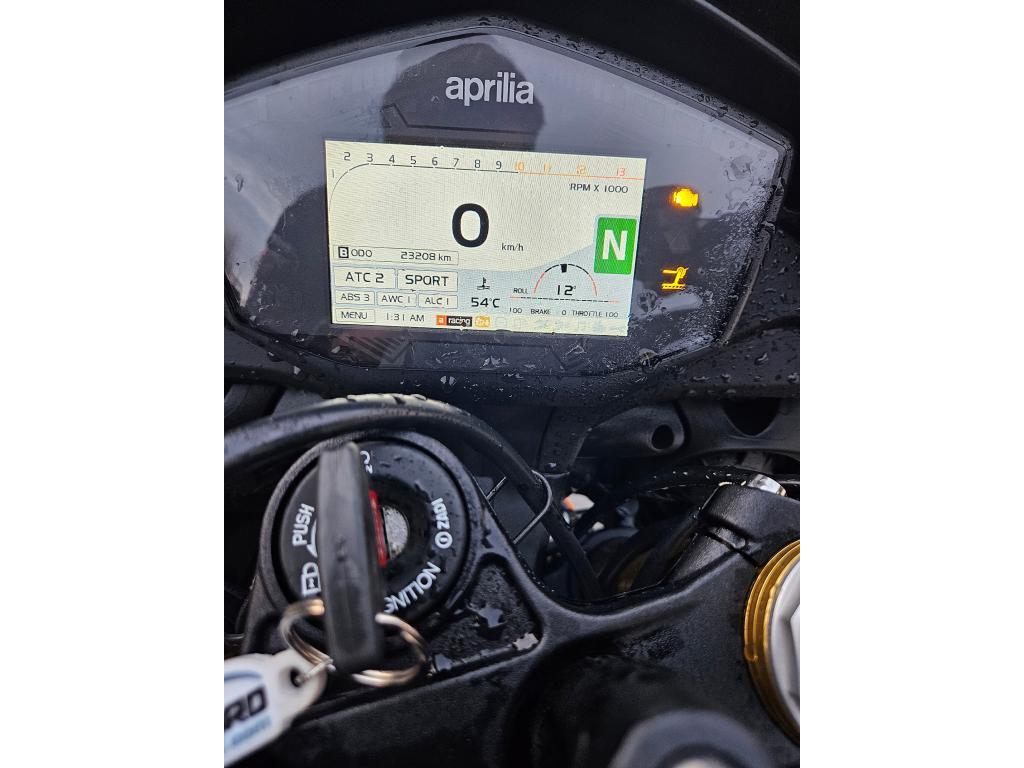 aprilia
1 2 3 4 5 6 7 8 9 10 11 12 13
RPM X 1000
0 km/h
N
B ODO 23208 km
ATC 2 SPORT
ROLL 12°
ABS 3 AWC 1 ALC 1 54°C
100 BRAKE 0 THROTTLE 100
MENU 1:31 AM a racing
PUSH
IGNITION
ZADI
RD